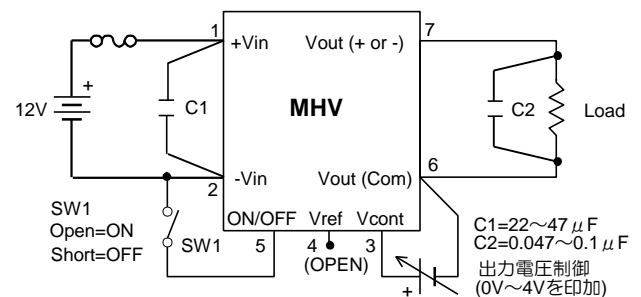 1
+Vin
Vout (+ or -)
7
+
12V
C1
MHV
C2
Load
2
-Vin
Vout (Com)
6
SW1
Open=ON
Short=OFF
SW1
ON/OFF
Vref
Vcont
5
4
(OPEN)
3
+
C1=22～47μF
C2=0.047～0.1μF
出力電圧制御
(0V～4Vを印加)